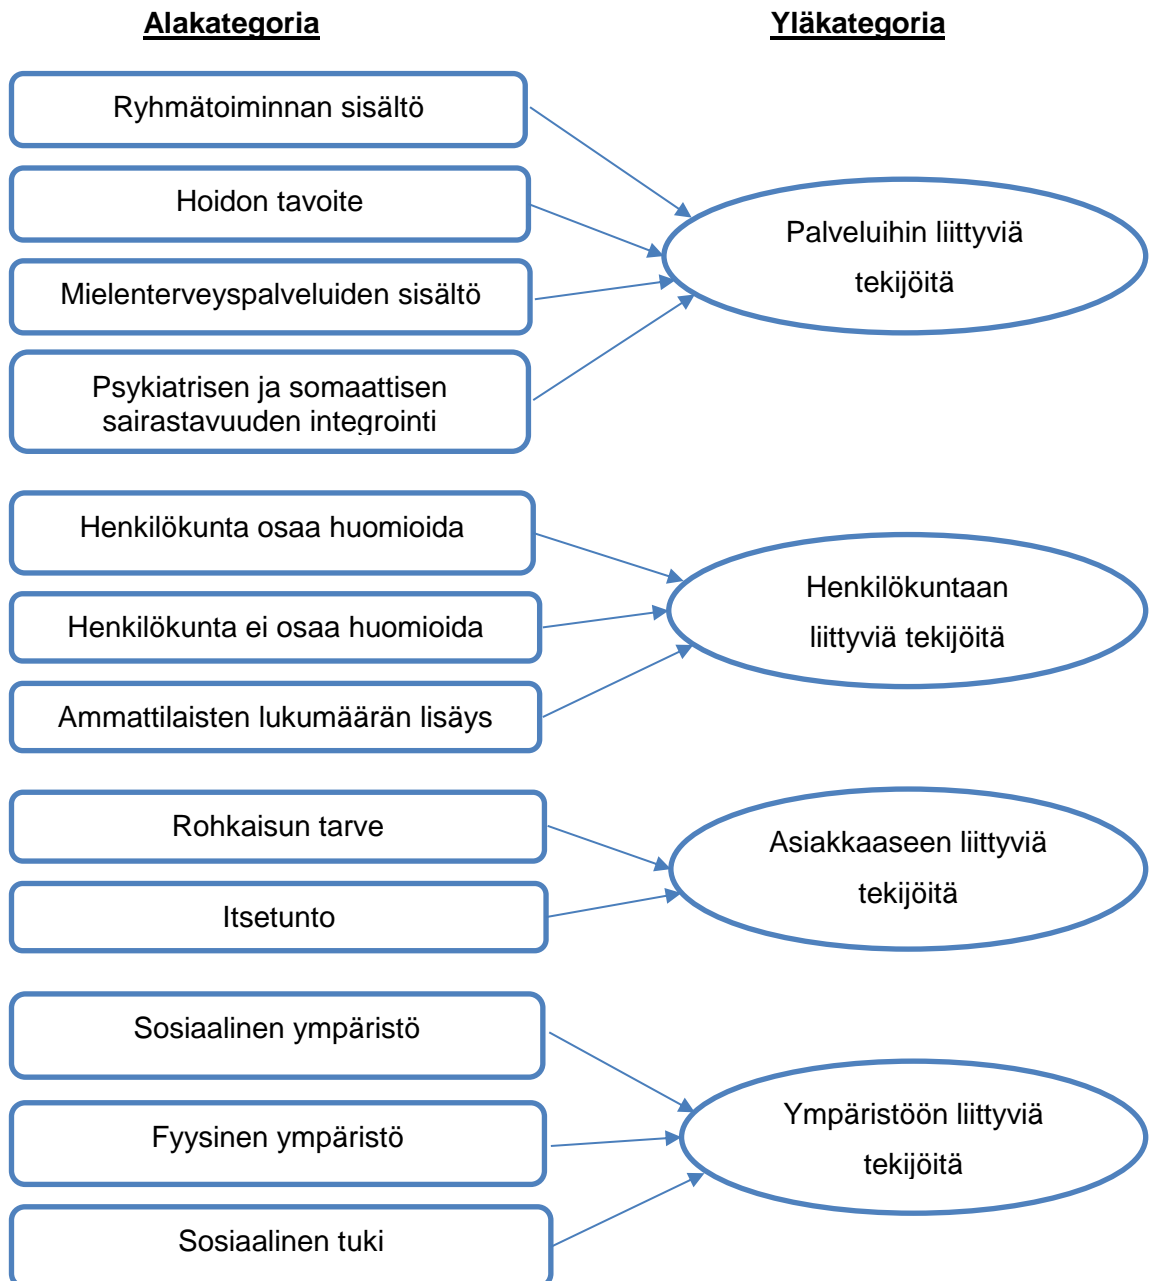 Alakategoria
Yläkategoria
Ryhmätoiminnan sisältö
Hoidon tavoite
Mielenterveyspalveluiden sisältö
Psykiatrisen ja somaattisen
sairastavuuden integrointi
Palveluihin liittyviä
tekijöitä
Henkilökunta osaa huomioida
Henkilökunta ei osaa huomioida
Ammattilaisten lukumäärän lisäys
Henkilökuntaan
liittyviä tekijöitä
Rohkaisun tarve
Itsetunto
Asiakkaaseen liittyviä
tekijöitä
Sosiaalinen ympäristö
Fyysinen ympäristö
Sosiaalinen tuki
Ympäristöön liittyviä
tekijöitä